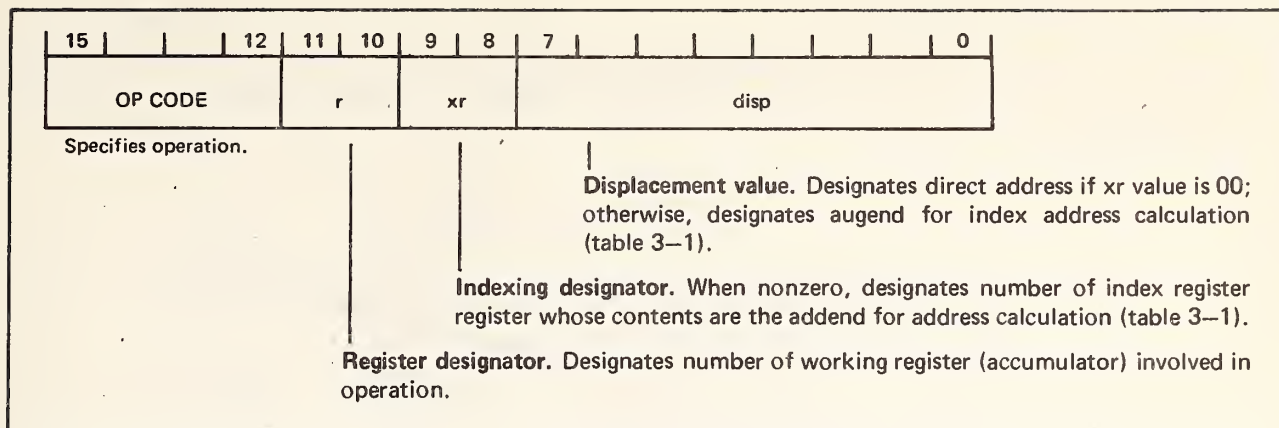 15 12 11 10 9 8 7 0
OP CODE r xr disp
Specifies operation.
Displacement value. Designates direct address if xr value is 00;
otherwise, designates augend for index address calculation
(table 3—1).
Indexing designator. When nonzero, designates number of index register
register whose contents are the addend for address calculation (table 3—1).
Register designator. Designates number of working register (accumulator) involved in
operation.